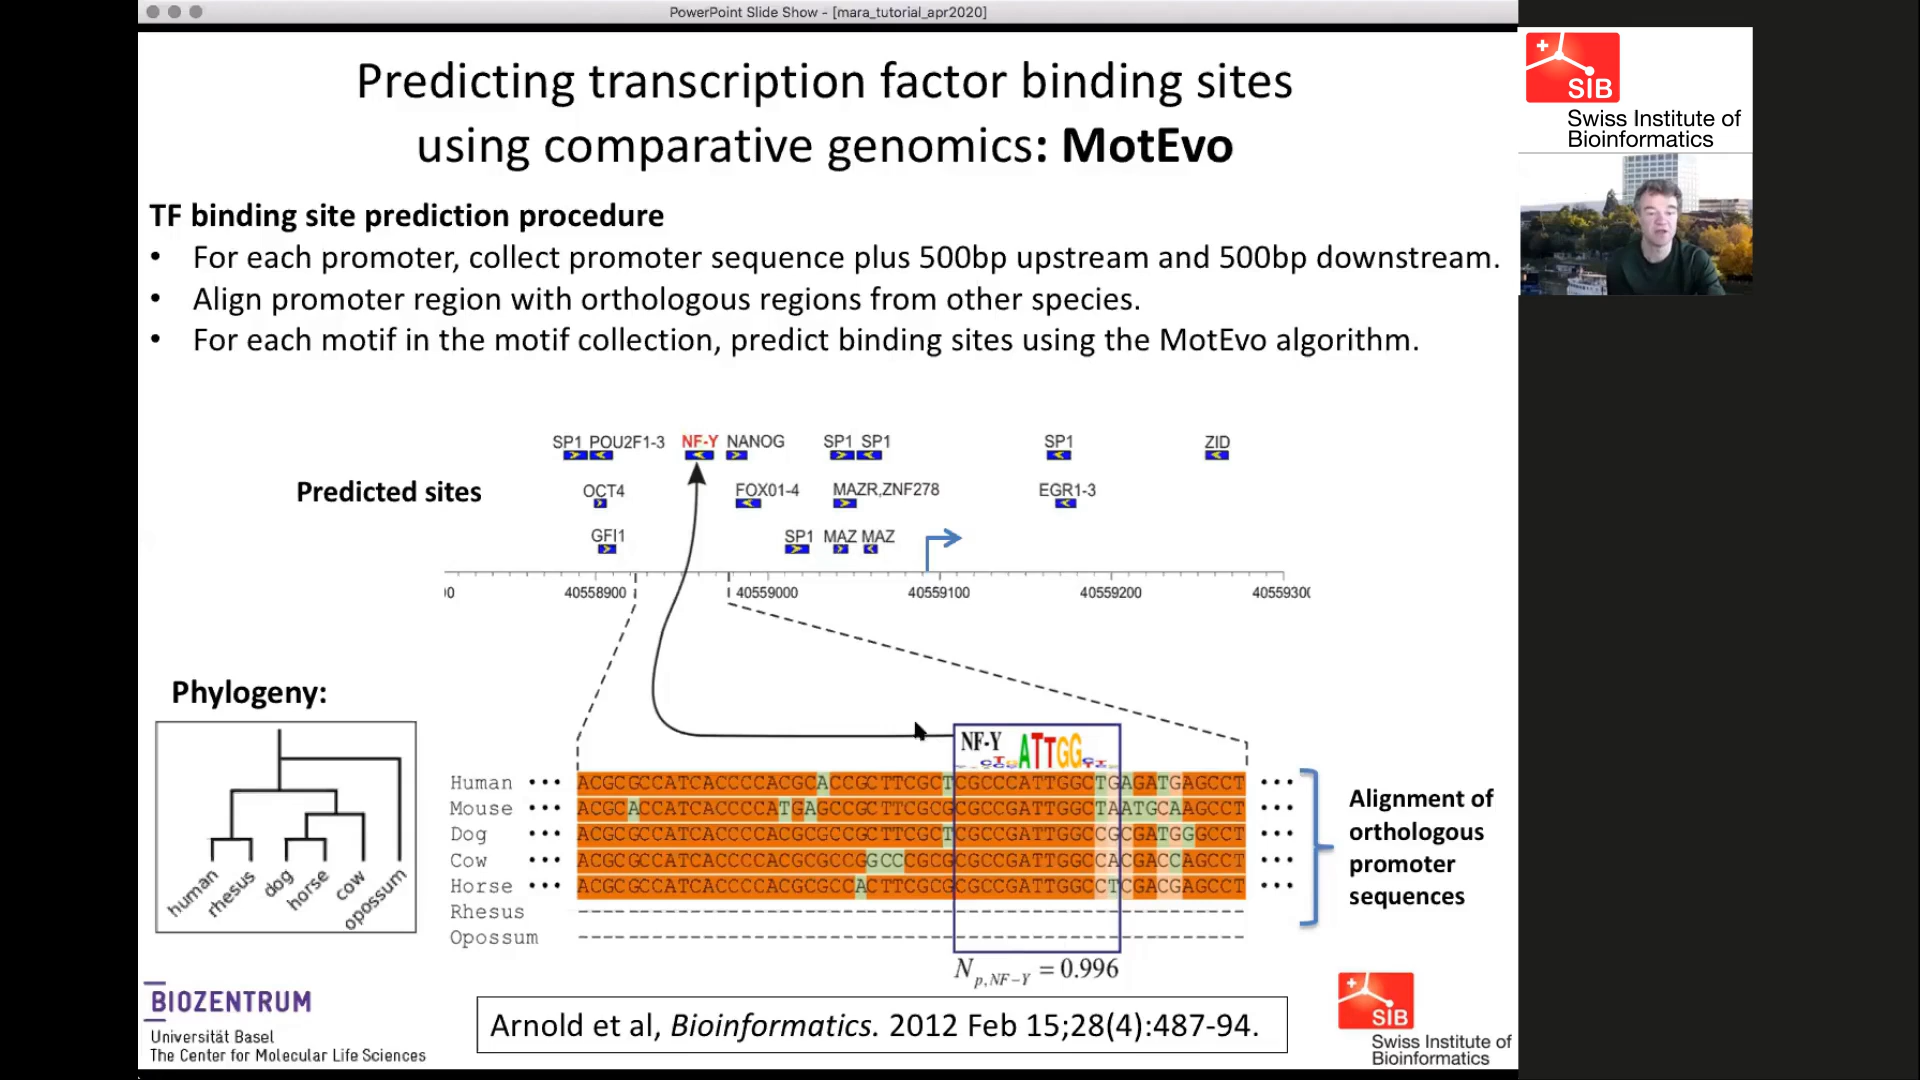 PowerPoint Slide Show - [mara_tutorial_apr2020]
Predicting transcription factor binding sites
using comparative genomics: MotEvo
SIB
Swiss Institute of
Bioinformatics
TF binding site prediction procedure
• For each promoter, collect promoter sequence plus 500bp upstream and 500bp downstream.
• Align promoter region with orthologous regions from other species.
• For each motif in the motif collection, predict binding sites using the MotEvo algorithm.
SP1 POU2F1-3 NF-Y NANOG SP1 SP1 SP1 ZID
Predicted sites
OCT4 FOX01-4 MAZR,ZNF278 EGR1-3
GFI1 SP1 MAZ MAZ
00 40558900 40559000 40559100 40559200 40559300
Phylogeny:
human rhesus dog horse cow opossum
NF-Y ATTGG
Human ••• ACGCGCCATCACCCCACGCACCGCTTCGCTCGCCCATTGGCTGAGATGAGCCT •••
Mouse ••• ACGCACCATCACCCCATGAGCCGCTTCGCGCGCCGATTGGCTAATGCAAGCCT •••
Dog ••• ACGCGCCATCACCCCACGCGCCGCTTCGCTCGCCGATTGGCCGCGATGGGCCT •••
Cow ••• ACGCGCCATCACCCCACGCGCCGGCCCGCGCGCCGATTGGCCACGACCAGCCT •••
Horse ••• ACGCGCCATCACCCCACGCGCCACTTCGCGCGCCGATTGGCCTCGACGAGCCT •••
Rhesus -----------------------------------------------------
Opossum -----------------------------------------------------
Alignment of
orthologous
promoter
sequences
N p,NF-Y = 0.996
BIOZENTRUM
Universität Basel
The Center for Molecular Life Sciences
Arnold et al, Bioinformatics. 2012 Feb 15;28(4):487-94.
SIB
Swiss Institute of
Bioinformatics